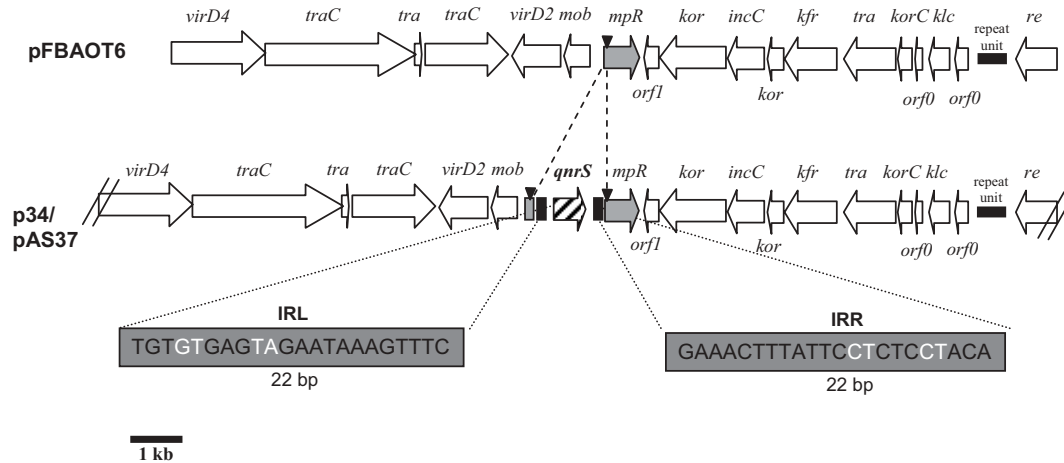 virD4 traC tra traC virD2 mob mpR kor incC kfr tra korC klc re
pFBAOT6
repeat
unit
orf1 kor orf0 orf0
virD4 traC tra traC virD2 mob qnrS mpR kor incC kfr tra korC klc re
p34/
pAS37
repeat
unit
orf1 kor orf0 orf0
IRL
TGTGTGAGTAGAATAAAGTTTC
22 bp
IRR
GAAACTTTATTCCTCTCCTACA
22 bp
1 kb